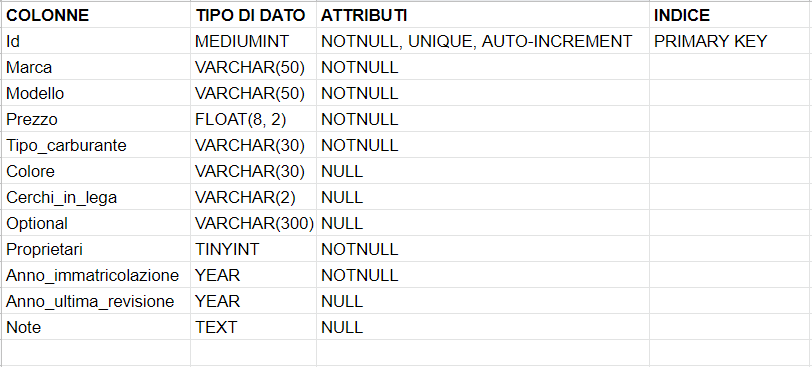 COLONNE TIPO DI DATO ATTRIBUTI INDICE
Id MEDIUMINT NOTNULL, UNIQUE, AUTO-INCREMENT PRIMARY KEY
Marca VARCHAR(50) NOTNULL
Modello VARCHAR(50) NOTNULL
Prezzo FLOAT(8, 2) NOTNULL
Tipo_carburante VARCHAR(30) NOTNULL
Colore VARCHAR(30) NULL
Cerchi_in_lega VARCHAR(2) NULL
Optional VARCHAR(300) NULL
Proprietari TINYINT NOTNULL
Anno_immatricolazione YEAR NOTNULL
Anno_ultima_revisione YEAR NULL
Note TEXT NULL